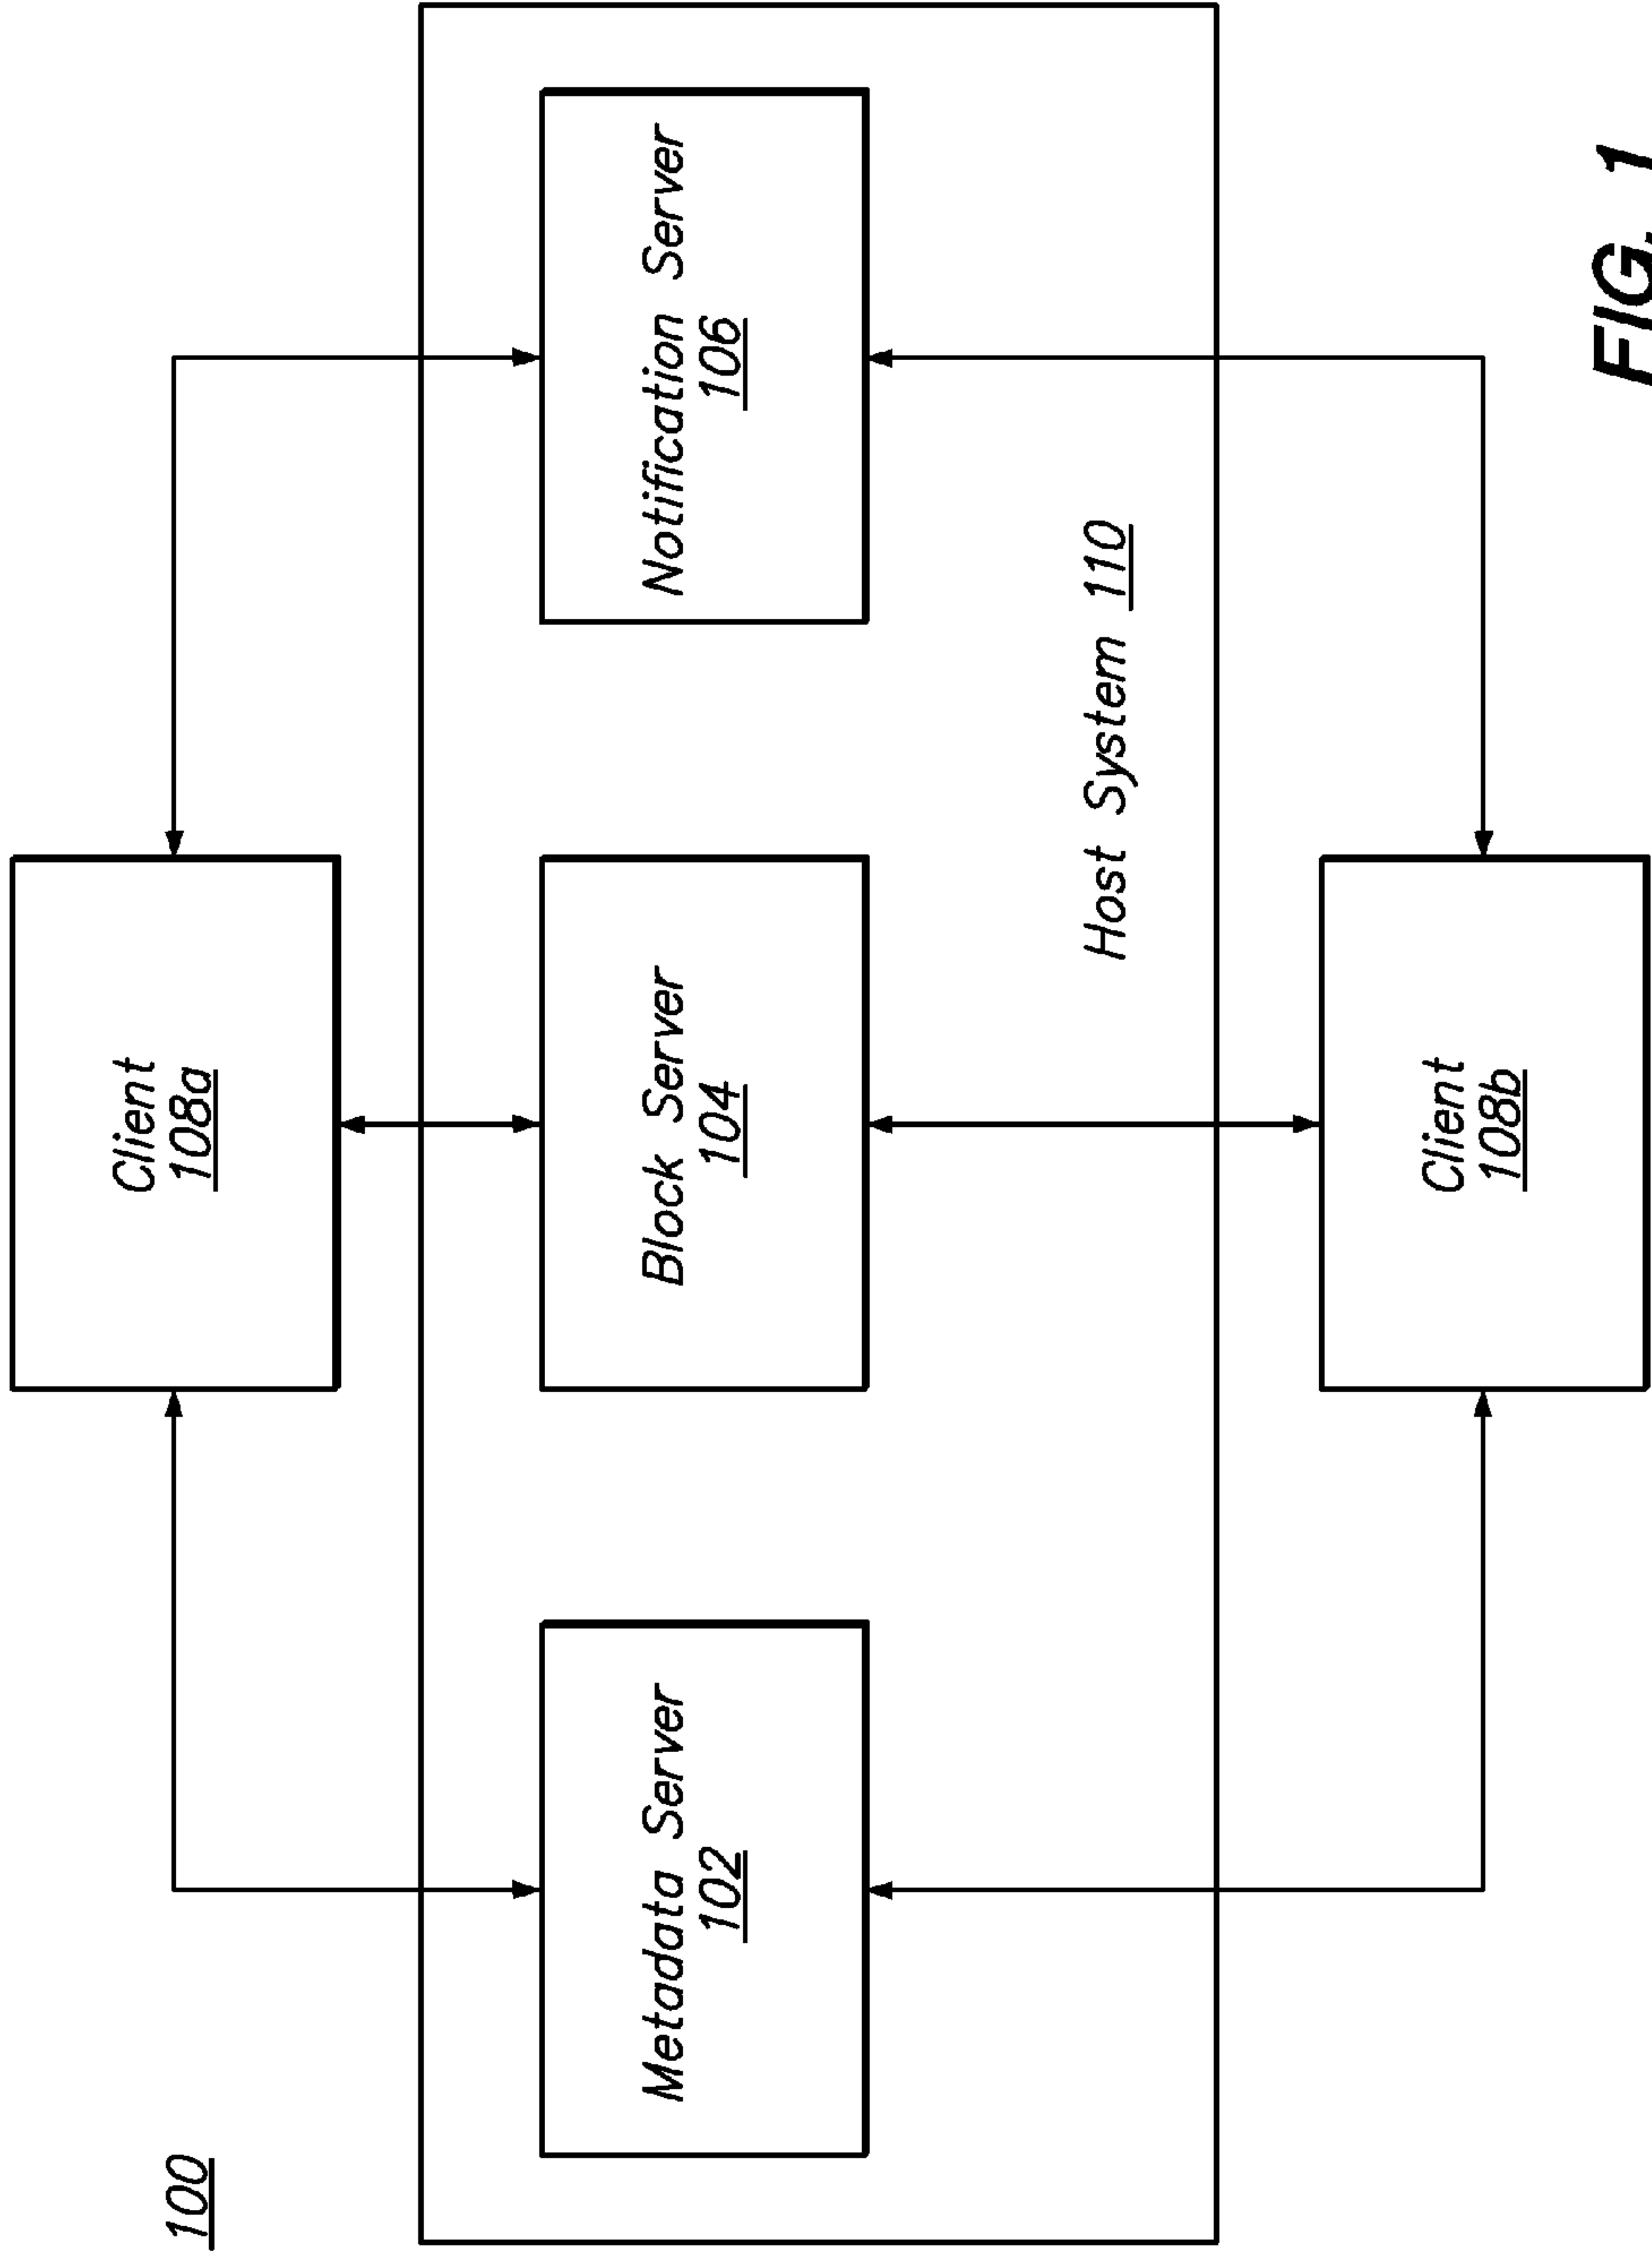 100
Client
108a
Metadata Server
102
Block Server
104
Notification Server
106
Host System 110
Client
108b
FIG. 1